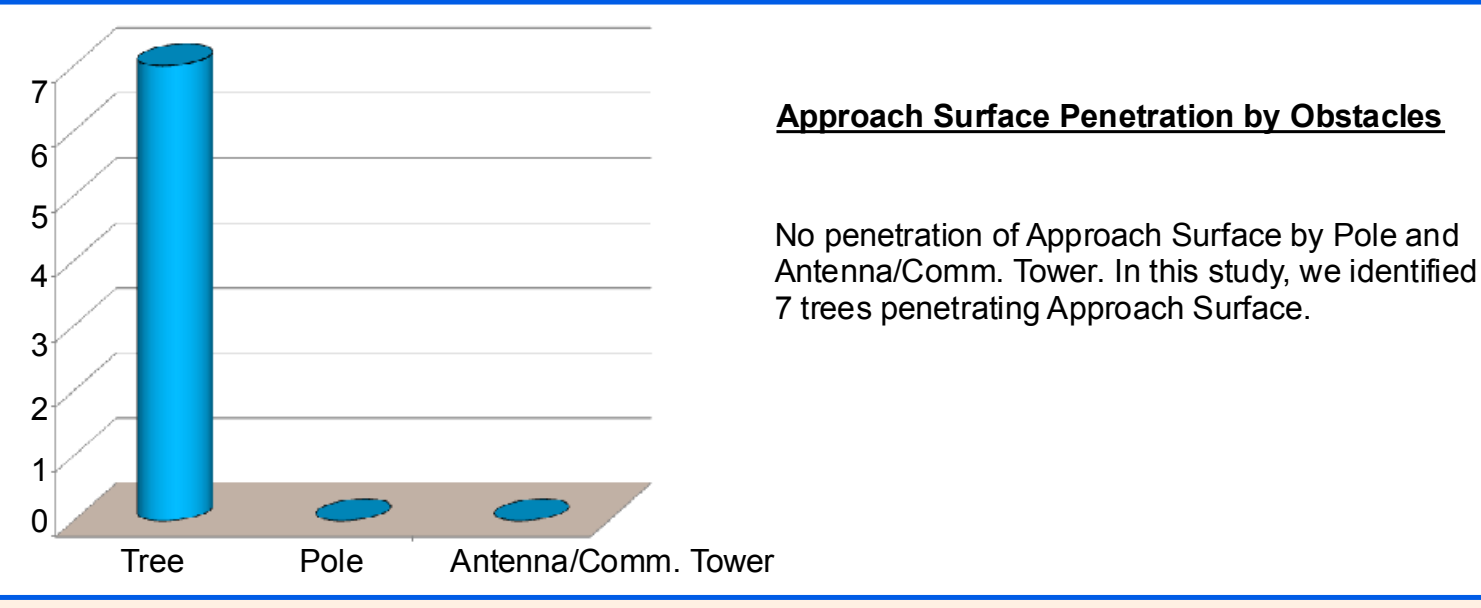 7
6
5
4
3
2
1
0
Tree Pole Antenna/Comm. Tower
Approach Surface Penetration by Obstacles
No penetration of Approach Surface by Pole and
Antenna/Comm. Tower. In this study, we identified
7 trees penetrating Approach Surface.